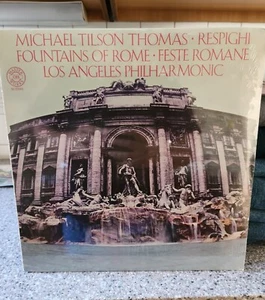 MICHAEL TILSON THOMAS · RESPIGHI
FOUNTAINS OF ROME · FESTE ROMANE
LOS ANGELES PHILHARMONIC